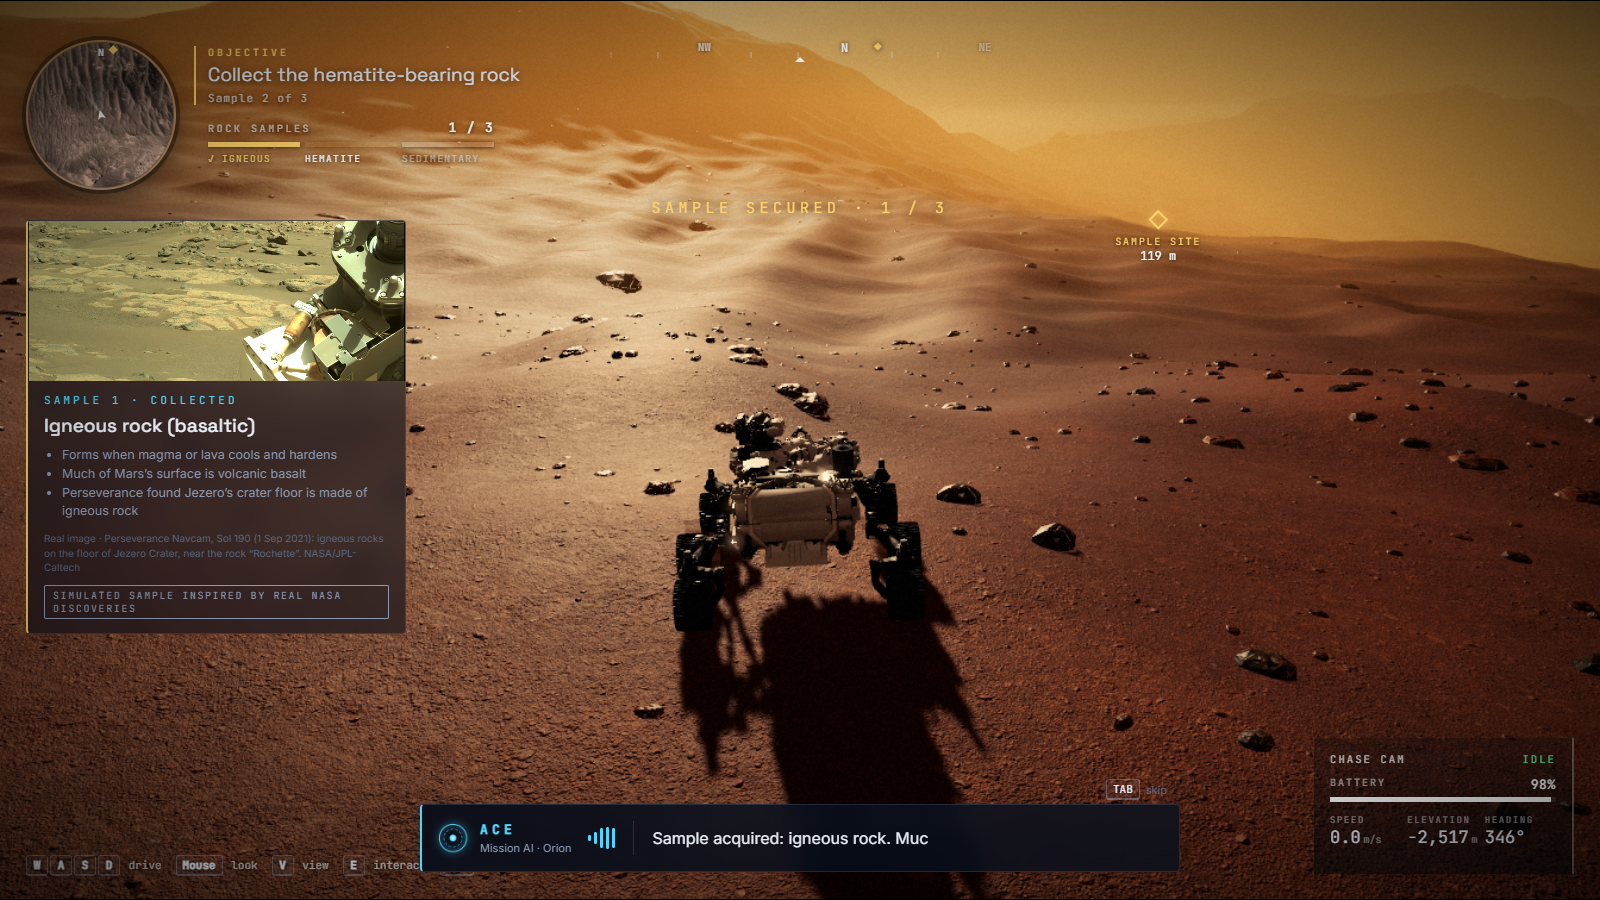 N
OBJECTIVE
Collect the hematite-bearing rock
Sample 2 of 3
ROCK SAMPLES 1 / 3
✓ IGNEOUS HEMATITE SEDIMENTARY
NW N NE
SAMPLE SECURED · 1 / 3
SAMPLE SITE
119 m
SAMPLE 1 · COLLECTED
Igneous rock (basaltic)
• Forms when magma or lava cools and hardens
• Much of Mars's surface is volcanic basalt
• Perseverance found Jezero's crater floor is made of
igneous rock
Real image · Perseverance Navcam, Sol 190 (1 Sep 2021): igneous rocks
on the floor of Jezero Crater, near the rock "Rochette". NASA/JPL-
Caltech
SIMULATED SAMPLE INSPIRED BY REAL NASA
DISCOVERIES
W A S D drive Mouse look V view E interac
TAB skip
ACE
Mission AI · Orion
Sample acquired: igneous rock. Muc
CHASE CAM IDLE
BATTERY 98%
SPEED ELEVATION HEADING
0.0 m/s -2,517 m 346°